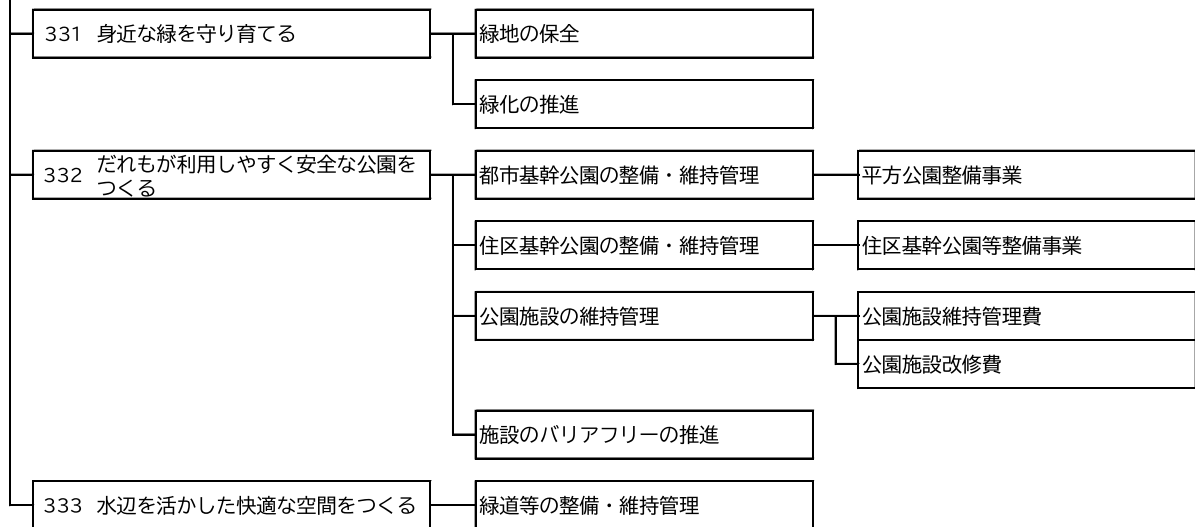 331 身近な緑を守り育てる
緑地の保全
緑化の推進
332 だれもが利用しやすく安全な公園を
つくる
都市基幹公園の整備・維持管理
平方公園整備事業
住区基幹公園の整備・維持管理
住区基幹公園等整備事業
公園施設の維持管理
公園施設維持管理費
公園施設改修費
施設のバリアフリーの推進
333 水辺を活かした快適な空間をつくる
緑道等の整備・維持管理